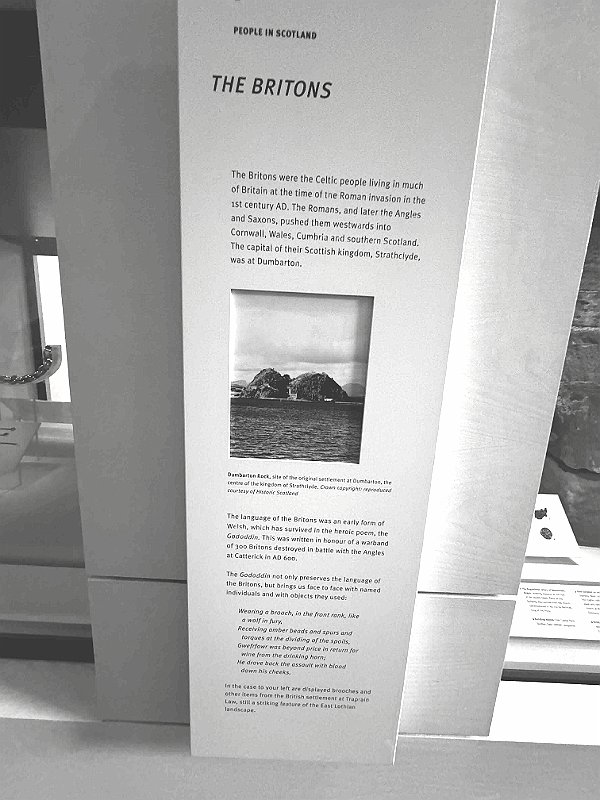 PEOPLE IN SCOTLAND
THE BRITONS
The Britons were the Celtic people living in much
of Britain at the time of the Roman invasion in the
1st century AD. The Romans, and later the Angles
and Saxons, pushed them westwards into
Cornwall, Wales, Cumbria and southern Scotland.
The capital of their Scottish kingdom, Strathclyde,
was at Dumbarton.
Dumbarton Rock, site of the original settlement at Dumbarton, the
centre of the kingdom of Strathclyde. Crown copyright: reproduced
courtesy of Historic Scotland
The language of the Britons was an early form of
Welsh, which has survived in the heroic poem, the
Gododdin. This was written in honour of a warband
of 300 Britons destroyed in battle with the Angles
at Catterick in AD 600.
The Gododdin not only preserves the language of
the Britons, but brings us face to face with named
individuals and with objects they used:
Wearing a brooch, in the front rank, like
a wolf in fury,
Receiving amber beads and spurs and
torques at the dividing of the spoils,
Gwefrfawr was beyond price in return for
wine from the drinking horn;
He drove back the assault with blood
down his cheeks.
In the case to your left are displayed brooches and
other items from the British settlement at Traprain
Law, still a striking feature of the East Lothian
landscape.